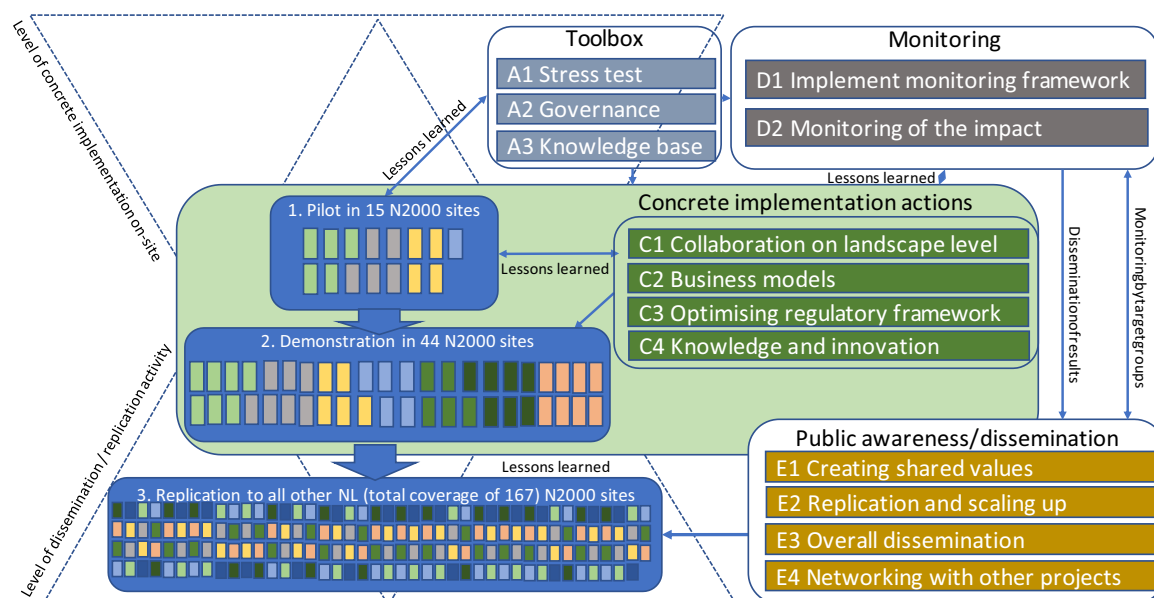 Level of concrete implementation on-site
Toolbox
A1 Stress test
A2 Governance
A3 Knowledge base
Monitoring
D1 Implement monitoring framework
D2 Monitoring of the impact
Lessons learned
Lessons learned
Concrete implementation actions
1. Pilot in 15 N2000 sites
Lessons learned
C1 Collaboration on landscape level
C2 Business models
C3 Optimising regulatory framework
C4 Knowledge and innovation
Disseminationofresults
Monitoringbytargetgroups
2. Demonstration in 44 N2000 sites
Level of dissemination / replication activity
Lessons learned
3. Replication to all other NL (total coverage of 167) N2000 sites
Public awareness/dissemination
E1 Creating shared values
E2 Replication and scaling up
E3 Overall dissemination
E4 Networking with other projects